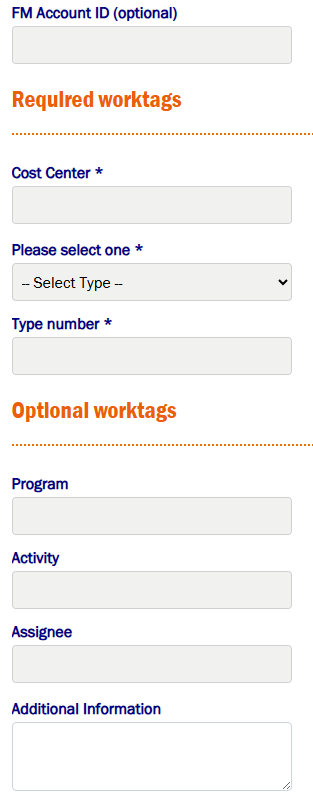 FM Account ID (optional)
Required worktags
Cost Center *
Please select one *
-- Select Type --
Type number *
Optional worktags
Program
Activity
Assignee
Additional Information